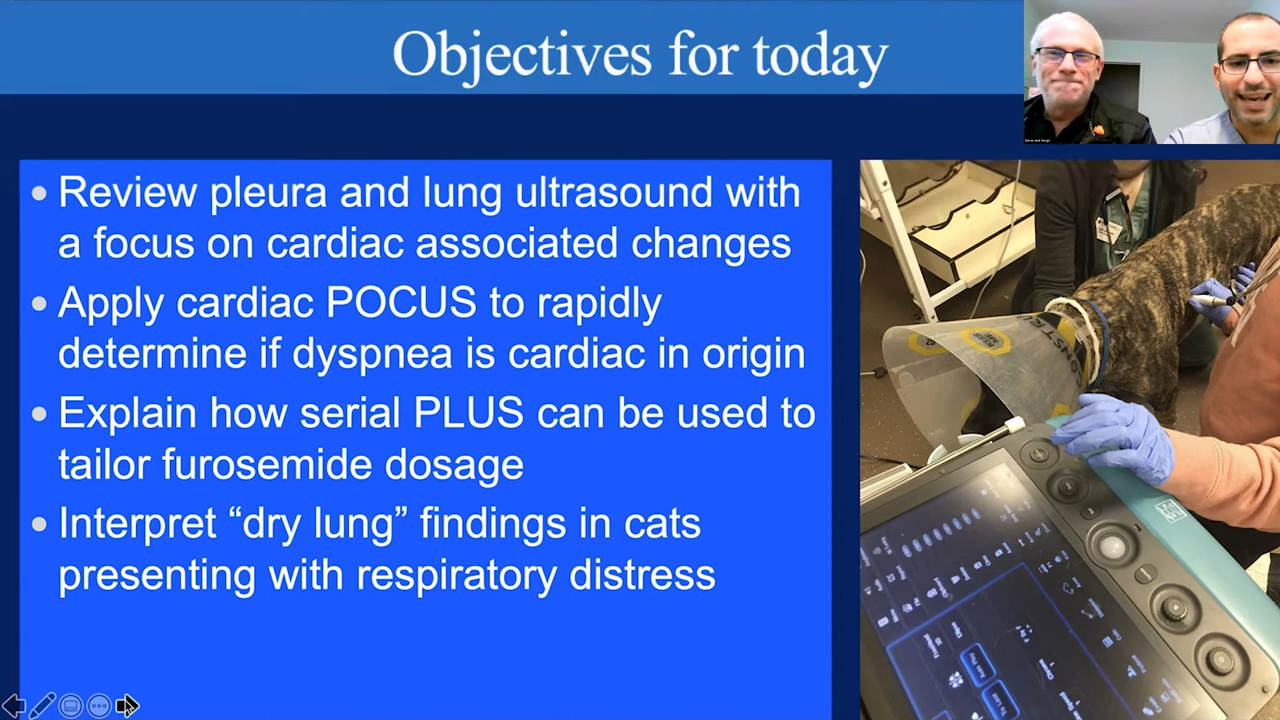 Objectives for today
• Review pleura and lung ultrasound with
a focus on cardiac associated changes
• Apply cardiac POCUS to rapidly
determine if dyspnea is cardiac in origin
• Explain how serial PLUS can be used to
tailor furosemide dosage
• Interpret “dry lung” findings in cats
presenting with respiratory distress